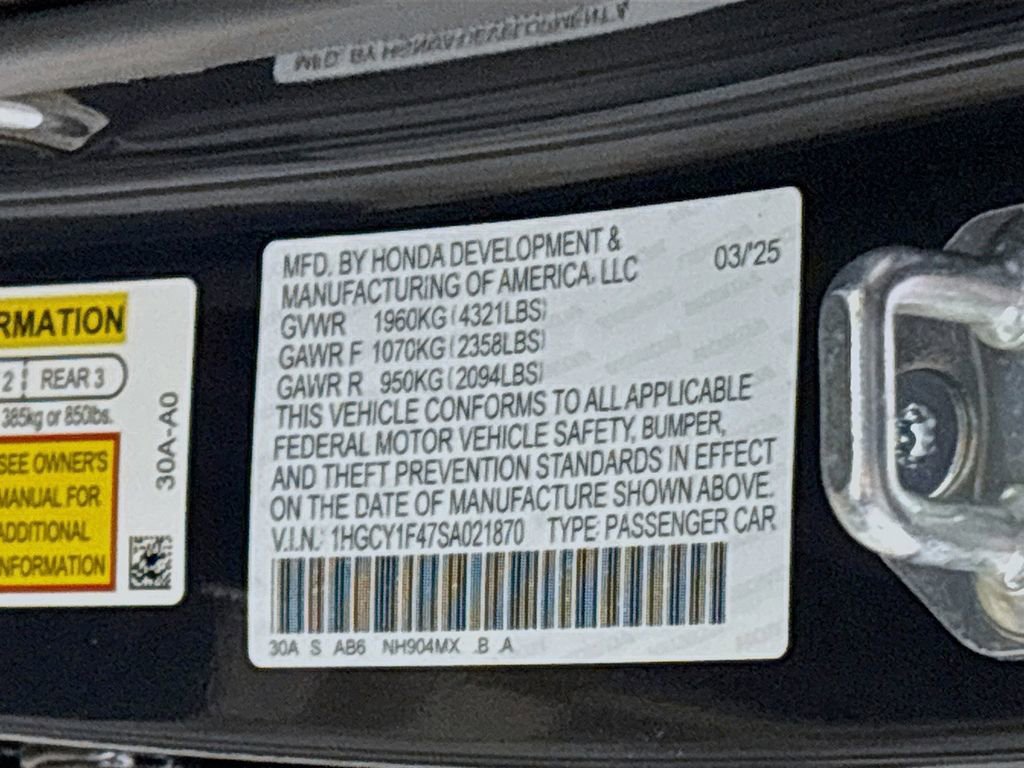 MFD. BY HONDA DEVELOPMENT &
MANUFACTURING OF AMERICA, LLC
03/'25
GVWR 1960KG(4321LBS)
GAWR F 1070KG(2358LBS)
GAWR R 950KG(2094LBS)
THIS VEHICLE CONFORMS TO ALL APPLICABLE
FEDERAL MOTOR VEHICLE SAFETY, BUMPER,
AND THEFT PREVENTION STANDARDS IN EFFECT
ON THE DATE OF MANUFACTURE SHOWN ABOVE.
V.I.N.: 1HGCY1F47SA021870 TYPE: PASSENGER CAR
30A S AB6 NH904MX .B .A
RMATION
2 REAR 3
385kg or 850lbs.
SEE OWNER'S
MANUAL FOR
ADDITIONAL
INFORMATION
30A-A0